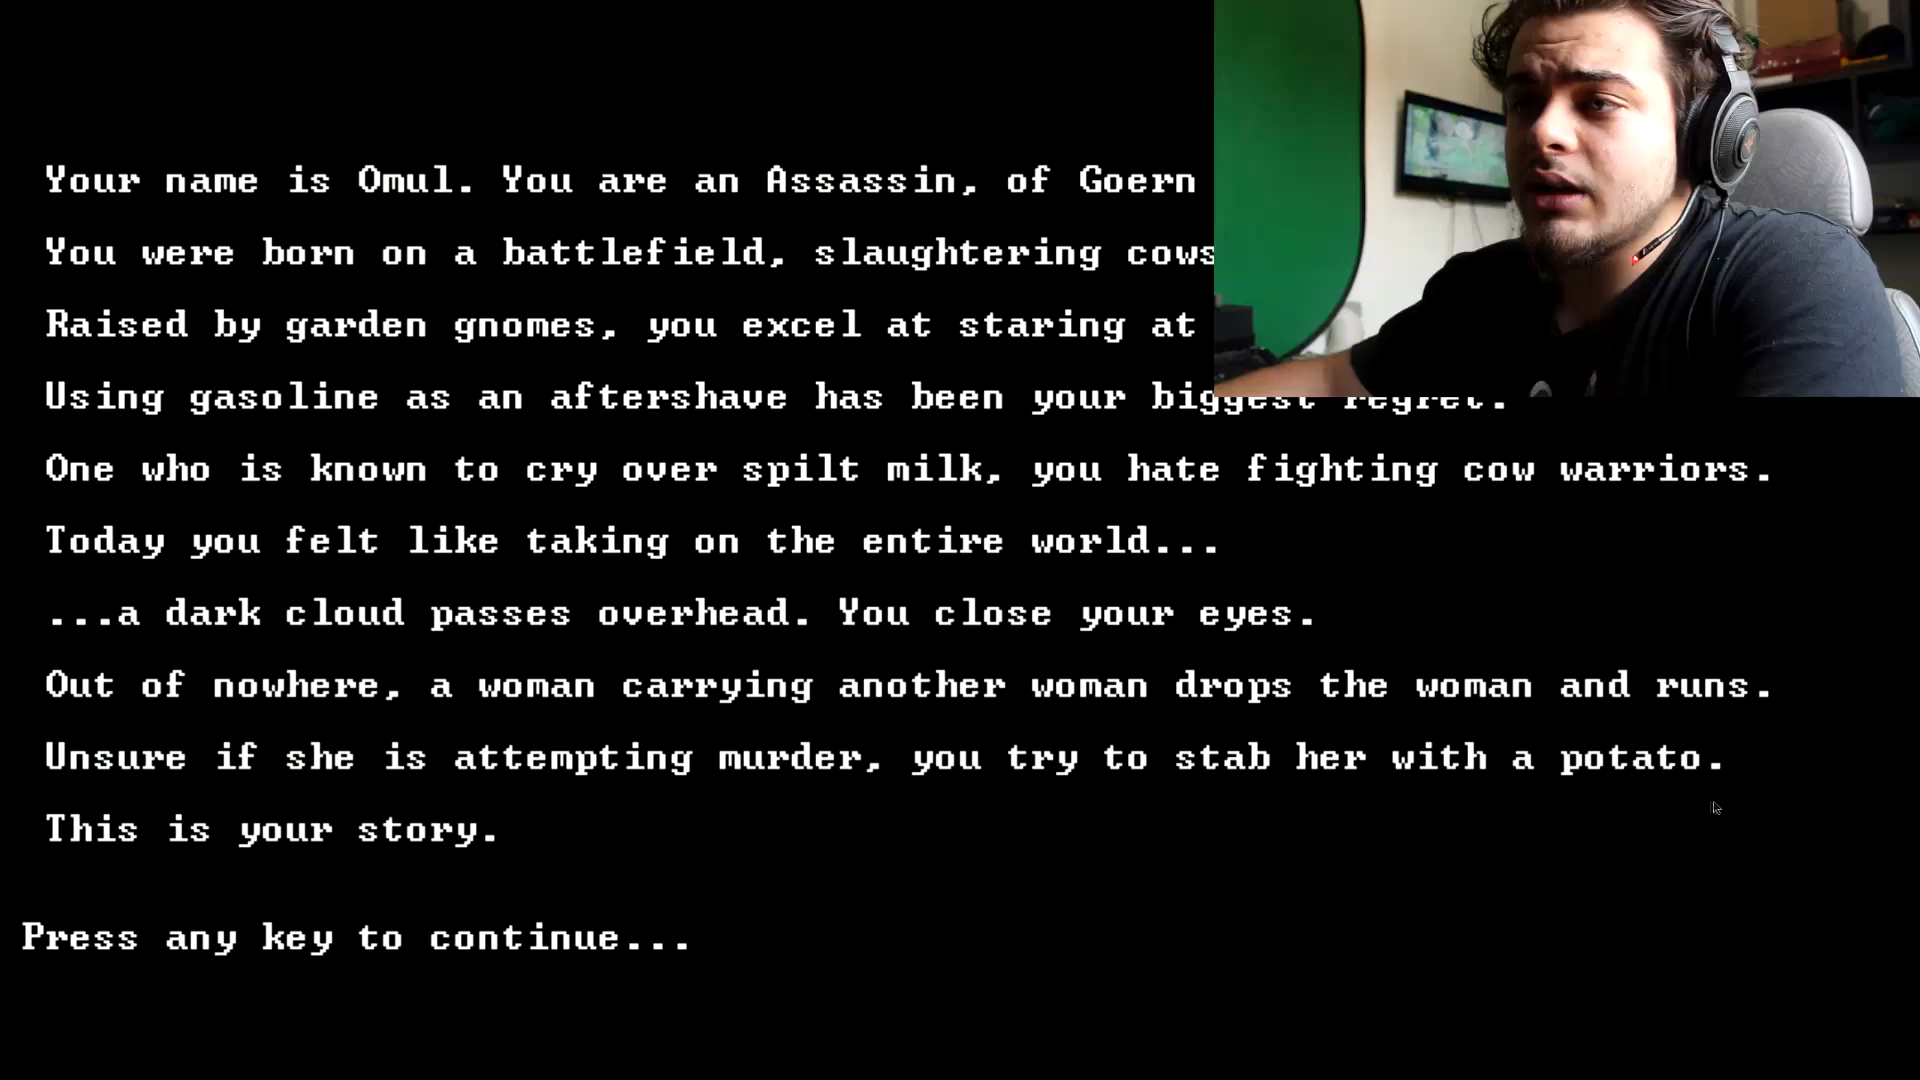 Your name is Omul. You are an Assassin, of Goern
You were born on a battlefield, slaughtering cows
Raised by garden gnomes, you excel at staring at
Using gasoline as an aftershave has been your biggest regret.
One who is known to cry over spilt milk, you hate fighting cow warriors.
Today you felt like taking on the entire world...
...a dark cloud passes overhead. You close your eyes.
Out of nowhere, a woman carrying another woman drops the woman and runs.
Unsure if she is attempting murder, you try to stab her with a potato.
This is your story.
Press any key to continue...